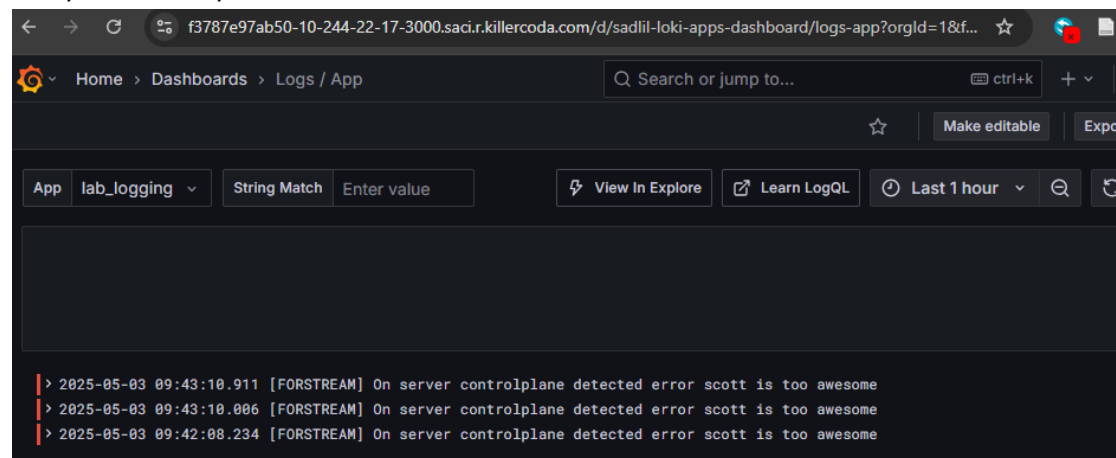 f3787e97ab50-10-244-22-17-3000.saci.r.killercoda.com/d/sadlil-loki-apps-dashboard/logs-app?orgId=1&f...
Home > Dashboards > Logs / App
Search or jump to...
ctrl+k
Make editable
Expo
App
lab_logging
String Match
Enter value
View In Explore
Learn LogQL
Last 1 hour
> 2025-05-03 09:43:10.911 [FORSTREAM] On server controlplane detected error scott is too awesome
> 2025-05-03 09:43:10.006 [FORSTREAM] On server controlplane detected error scott is too awesome
> 2025-05-03 09:42:08.234 [FORSTREAM] On server controlplane detected error scott is too awesome